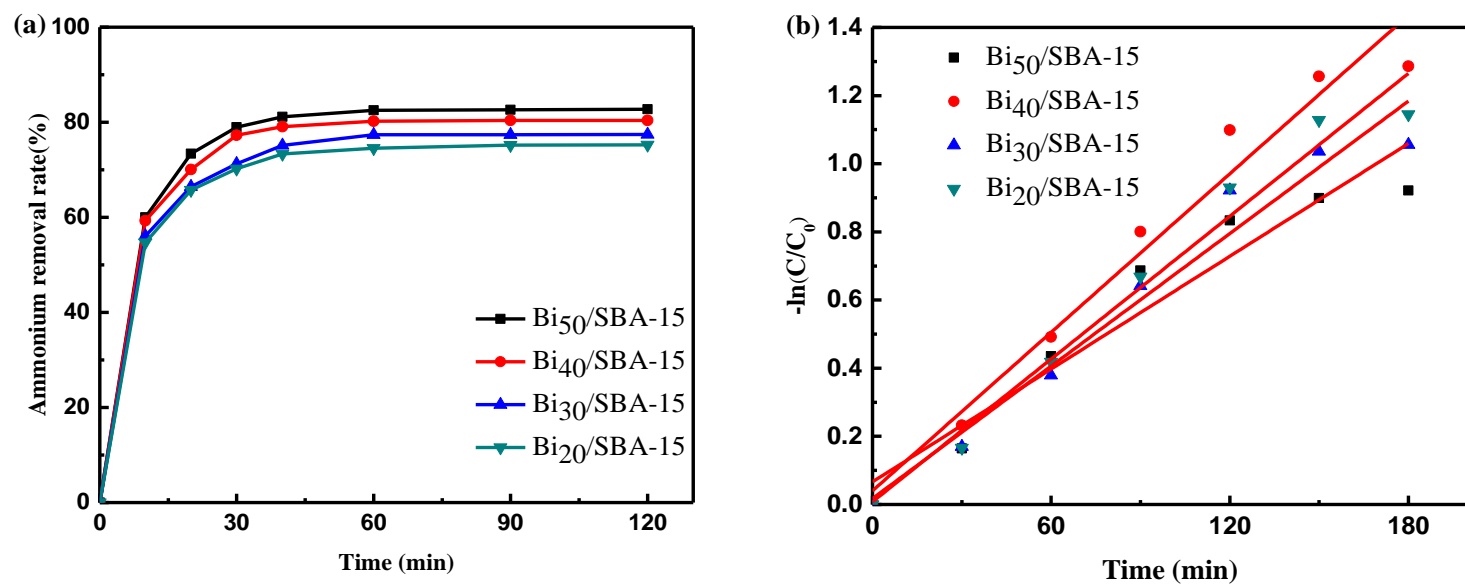 (a)
100
80
60
40
20
0
Ammonium removal rate(%)
Bi50/SBA-15
Bi40/SBA-15
Bi30/SBA-15
Bi20/SBA-15
0 30 60 90 120
Time (min)
(b)
1.4
1.2
1.0
0.8
0.6
0.4
0.2
0.0
-ln(C/C0)
Bi50/SBA-15
Bi40/SBA-15
Bi30/SBA-15
Bi20/SBA-15
0 60 120 180
Time (min)